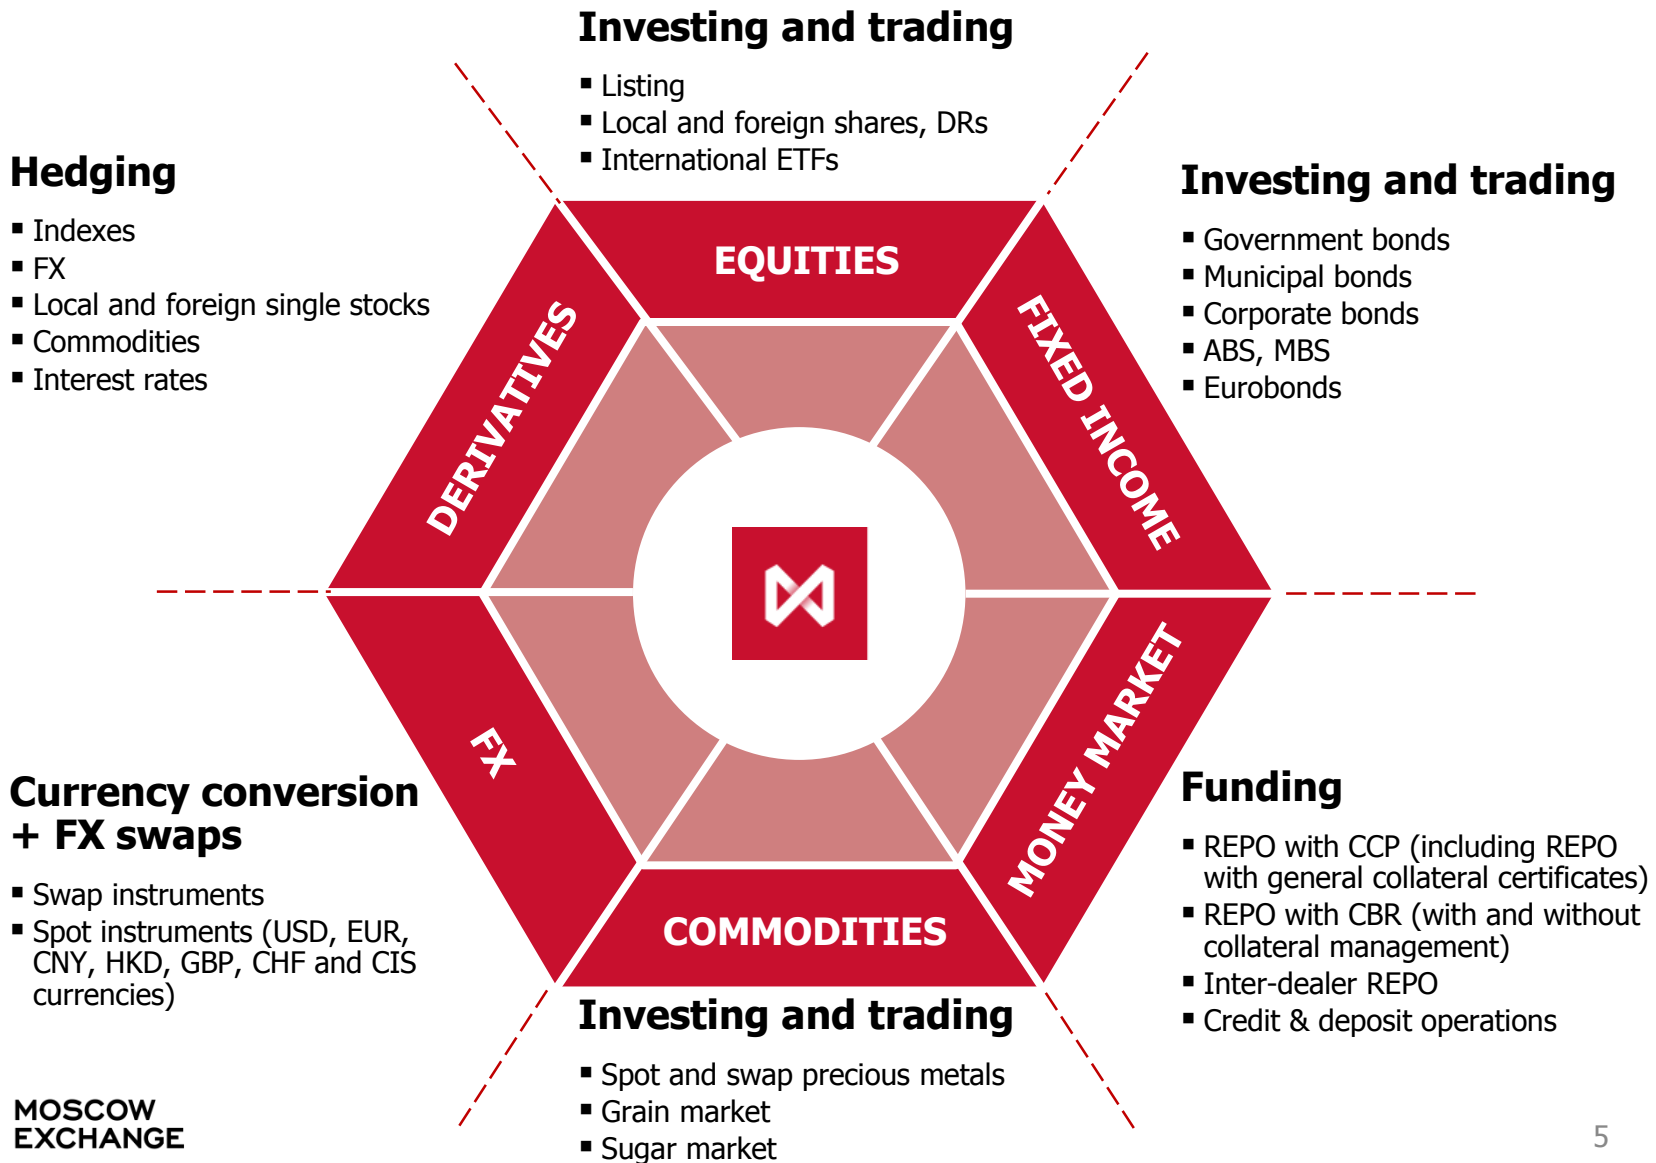 Investing and trading
▪ Listing
▪ Local and foreign shares, DRs
▪ International ETFs
Hedging
▪ Indexes
▪ FX
▪ Local and foreign single stocks
▪ Commodities
▪ Interest rates
Investing and trading
▪ Government bonds
▪ Municipal bonds
▪ Corporate bonds
▪ ABS, MBS
▪ Eurobonds
EQUITIES
DERIVATIVES
FIXED INCOME
FX
MONEY MARKET
COMMODITIES
Currency conversion
+ FX swaps
▪ Swap instruments
▪ Spot instruments (USD, EUR,
CNY, HKD, GBP, CHF and CIS
currencies)
Funding
▪ REPO with CCP (including REPO
with general collateral certificates)
▪ REPO with CBR (with and without
collateral management)
▪ Inter-dealer REPO
▪ Credit & deposit operations
Investing and trading
▪ Spot and swap precious metals
▪ Grain market
▪ Sugar market
MOSCOW
EXCHANGE
5